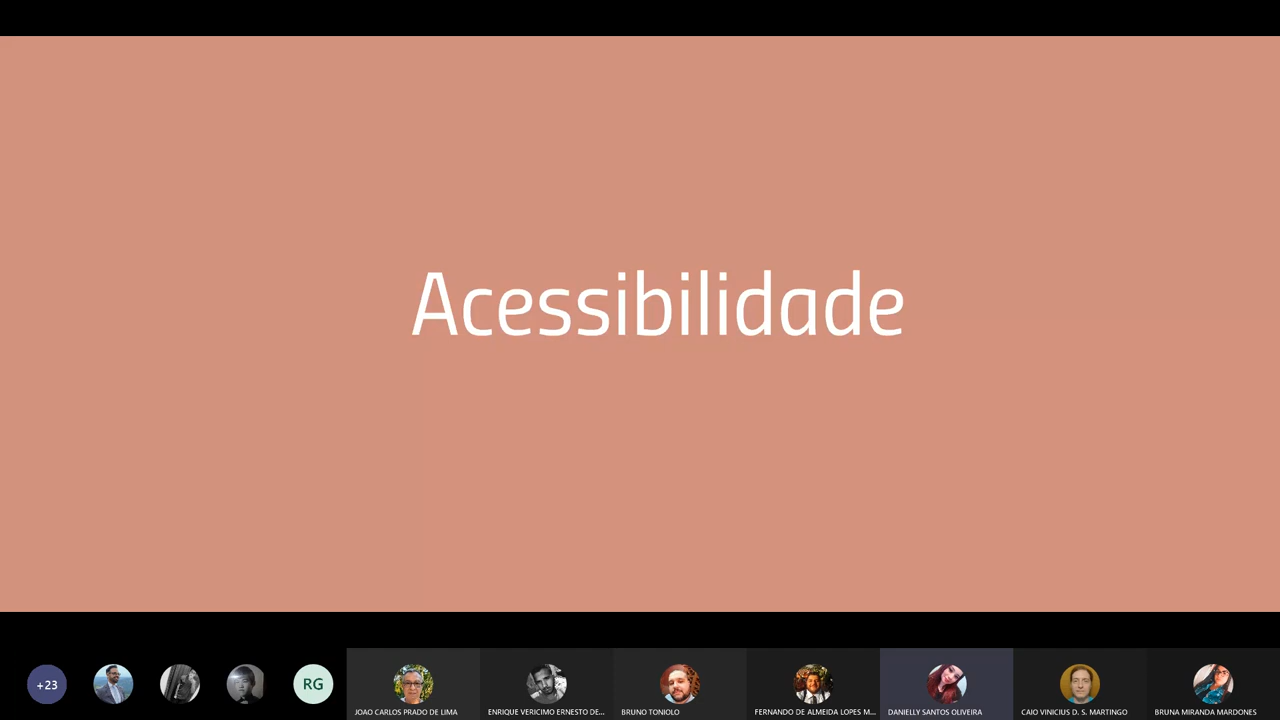 Acessibilidade
+23
RG
JOAO CARLOS PRADO DE LIMA
ENRIQUE VERICIMO ERNESTO DE...
BRUNO TONIOLO
FERNANDO DE ALMEIDA LOPES M...
DANIELLY SANTOS OLIVEIRA
CAIO VINICIUS D. S. MARTINGO
BRUNA MIRANDA MARDONES